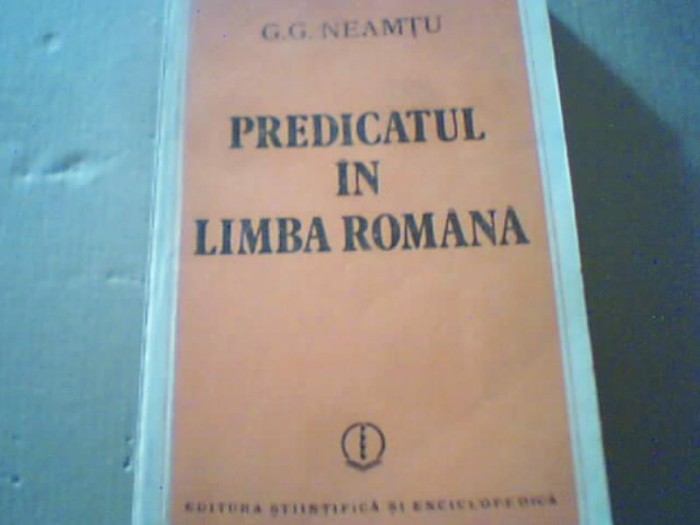 G.G. NEAMȚU
PREDICATUL
ÎN
LIMBA ROMÂNĂ
EDITURA ȘTIINȚIFICĂ ȘI ENCICLOPEDICĂ